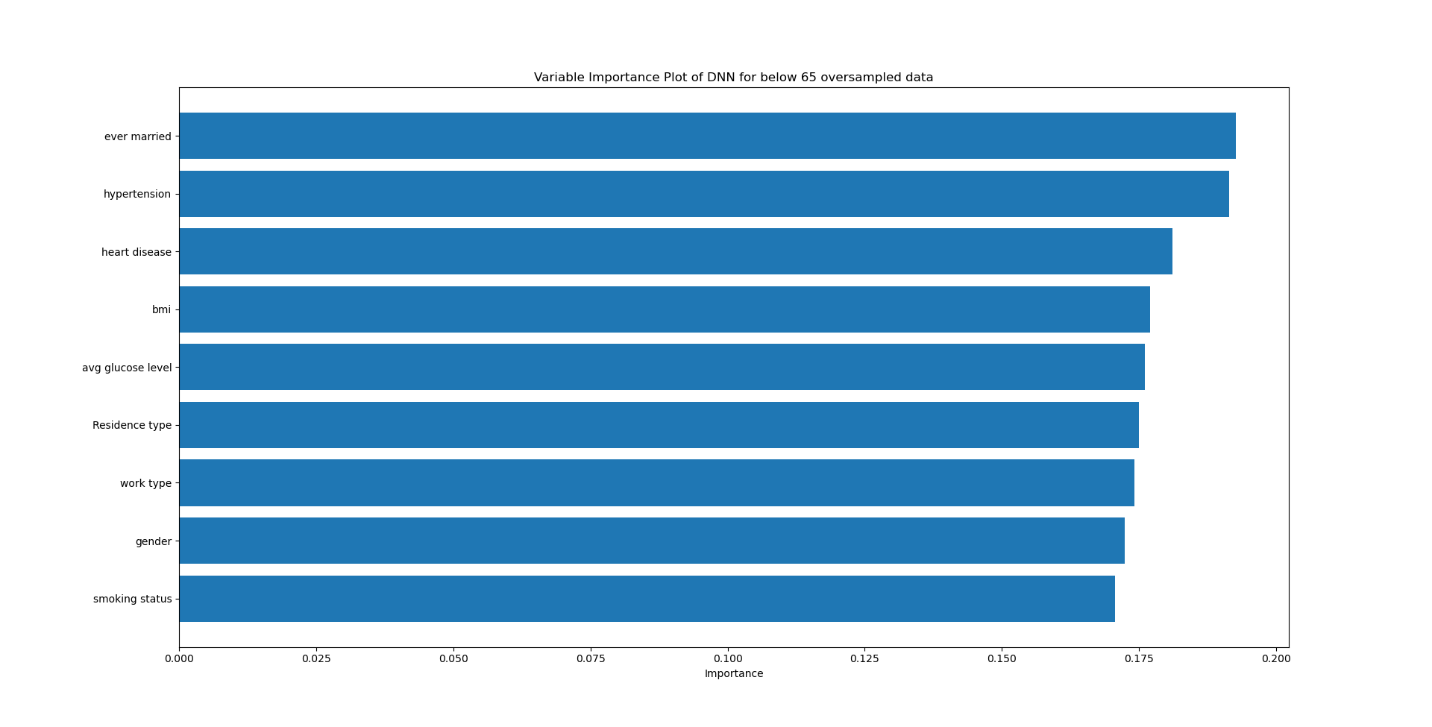 Variable Importance Plot of DNN for below 65 oversampled data
ever married
hypertension
heart disease
bmi
avg glucose level
Residence type
work type
gender
smoking status
0.000 0.025 0.050 0.075 0.100 0.125 0.150 0.175 0.200
Importance